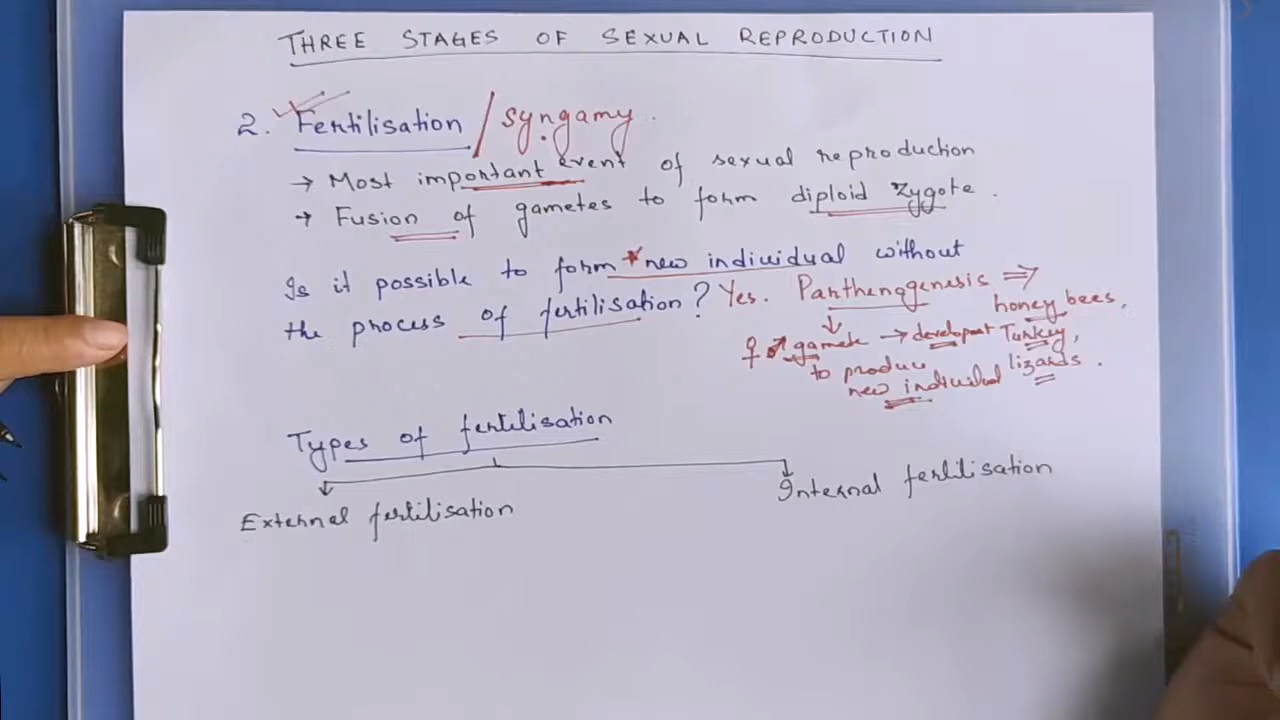 THREE STAGES OF SEXUAL REPRODUCTION
2. Fertilisation / Syngamy.
→ Most important event of sexual reproduction
→ Fusion of gametes to form diploid zygote.
Is it possible to form *new individual without
the process of fertilisation? Yes. Parthenogenesis ⇒
honey bees,
Turkey,
lizards.
♀ gamete → develops
to produce
new individual
Types of fertilisation
External fertilisation
Internal fertilisation